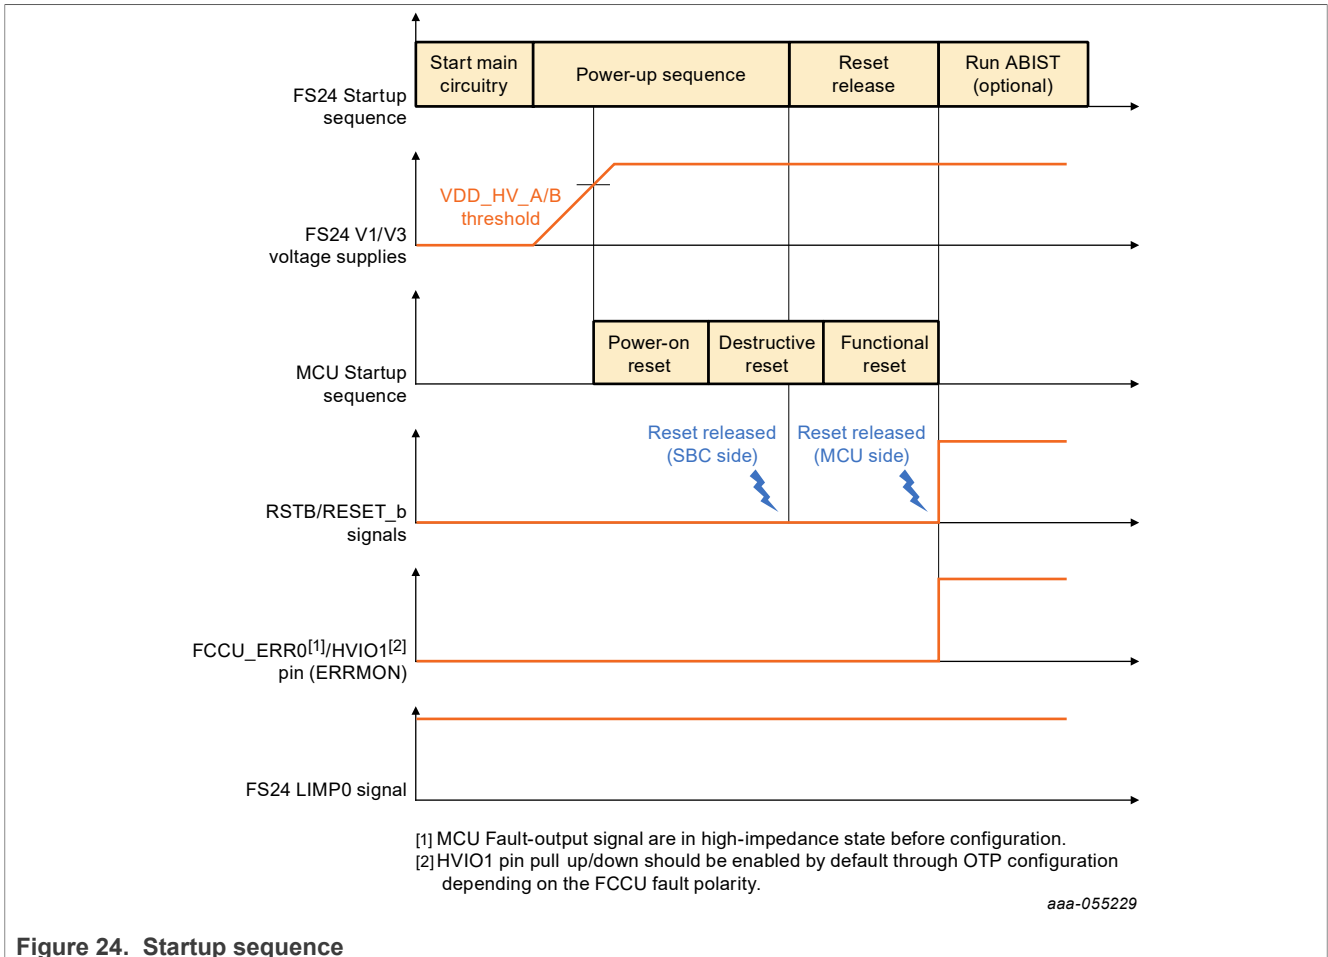 Start main
circuitry
Power-up sequence
Reset
release
Run ABIST
(optional)
FS24 Startup
sequence
VDD_HV_A/B
threshold
FS24 V1/V3
voltage supplies
Power-on
reset
Destructive
reset
Functional
reset
MCU Startup
sequence
Reset released
(SBC side)
Reset released
(MCU side)
RSTB/RESET_b
signals
FCCU_ERR0[1]/HVIO1[2]
pin (ERRMON)
FS24 LIMP0 signal
[1] MCU Fault-output signal are in high-impedance state before configuration.
[2] HVIO1 pin pull up/down should be enabled by default through OTP configuration
depending on the FCCU fault polarity.
aaa-055229
Figure 24. Startup sequence